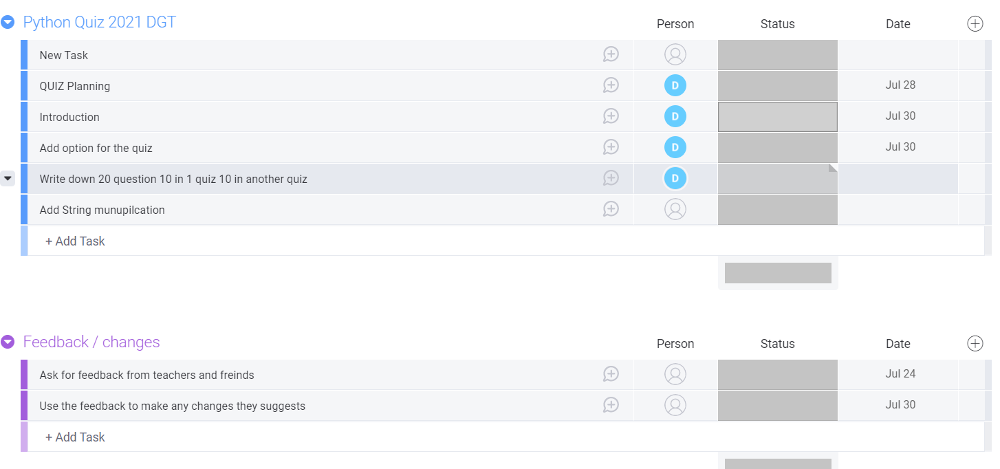 Python Quiz 2021 DGT Person Status Date
New Task
QUIZ Planning D Jul 28
Introduction D Jul 30
Add option for the quiz D Jul 30
Write down 20 question 10 in 1 quiz 10 in another quiz D
Add String munupilcation
+ Add Task
Feedback / changes Person Status Date
Ask for feedback from teachers and freinds Jul 24
Use the feedback to make any changes they suggests Jul 30
+ Add Task